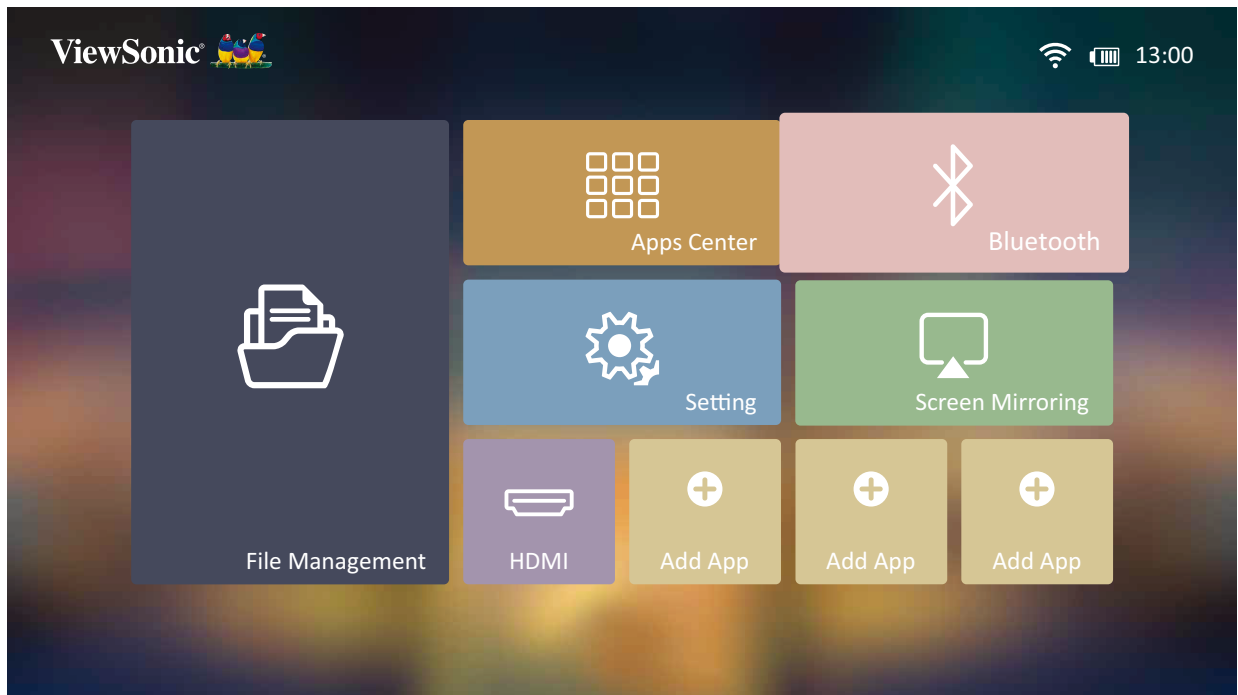 ViewSonic®
13:00
Apps Center
Bluetooth
Setting
Screen Mirroring
File Management
HDMI
Add App
Add App
Add App